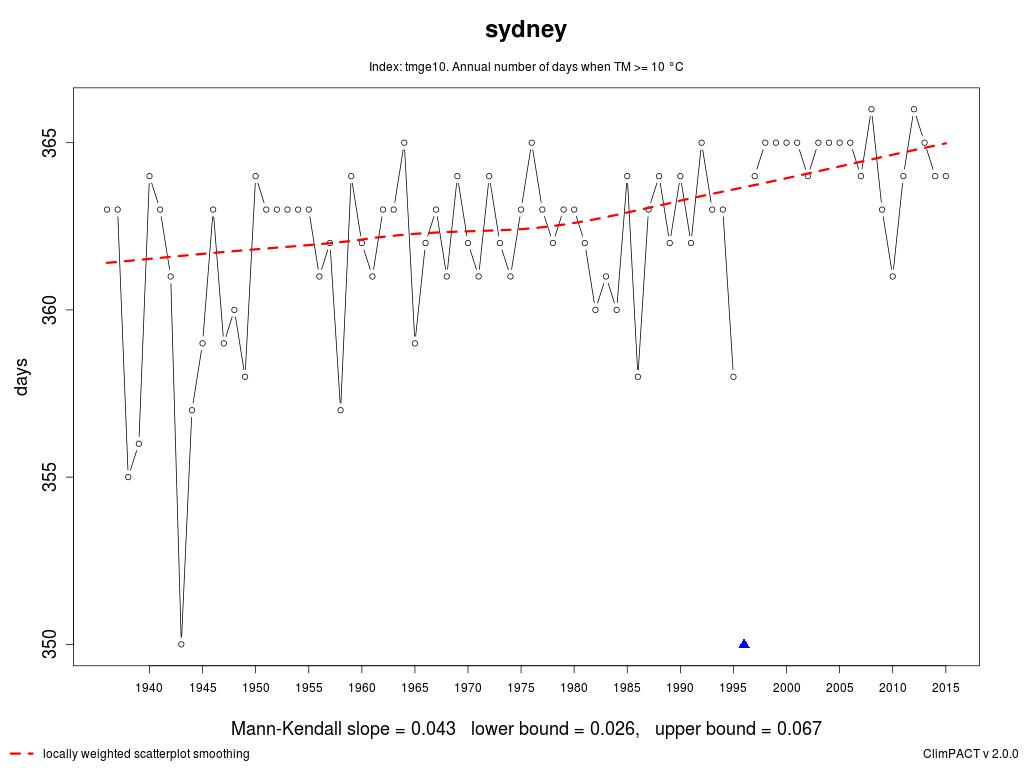 sydney
Index: tmge10. Annual number of days when TM >= 10 °C
365
360
355
350
days
1940 1945 1950 1955 1960 1965 1970 1975 1980 1985 1990 1995 2000 2005 2010 2015
Mann-Kendall slope = 0.043 lower bound = 0.026, upper bound = 0.067
locally weighted scatterplot smoothing
ClimPACT v 2.0.0